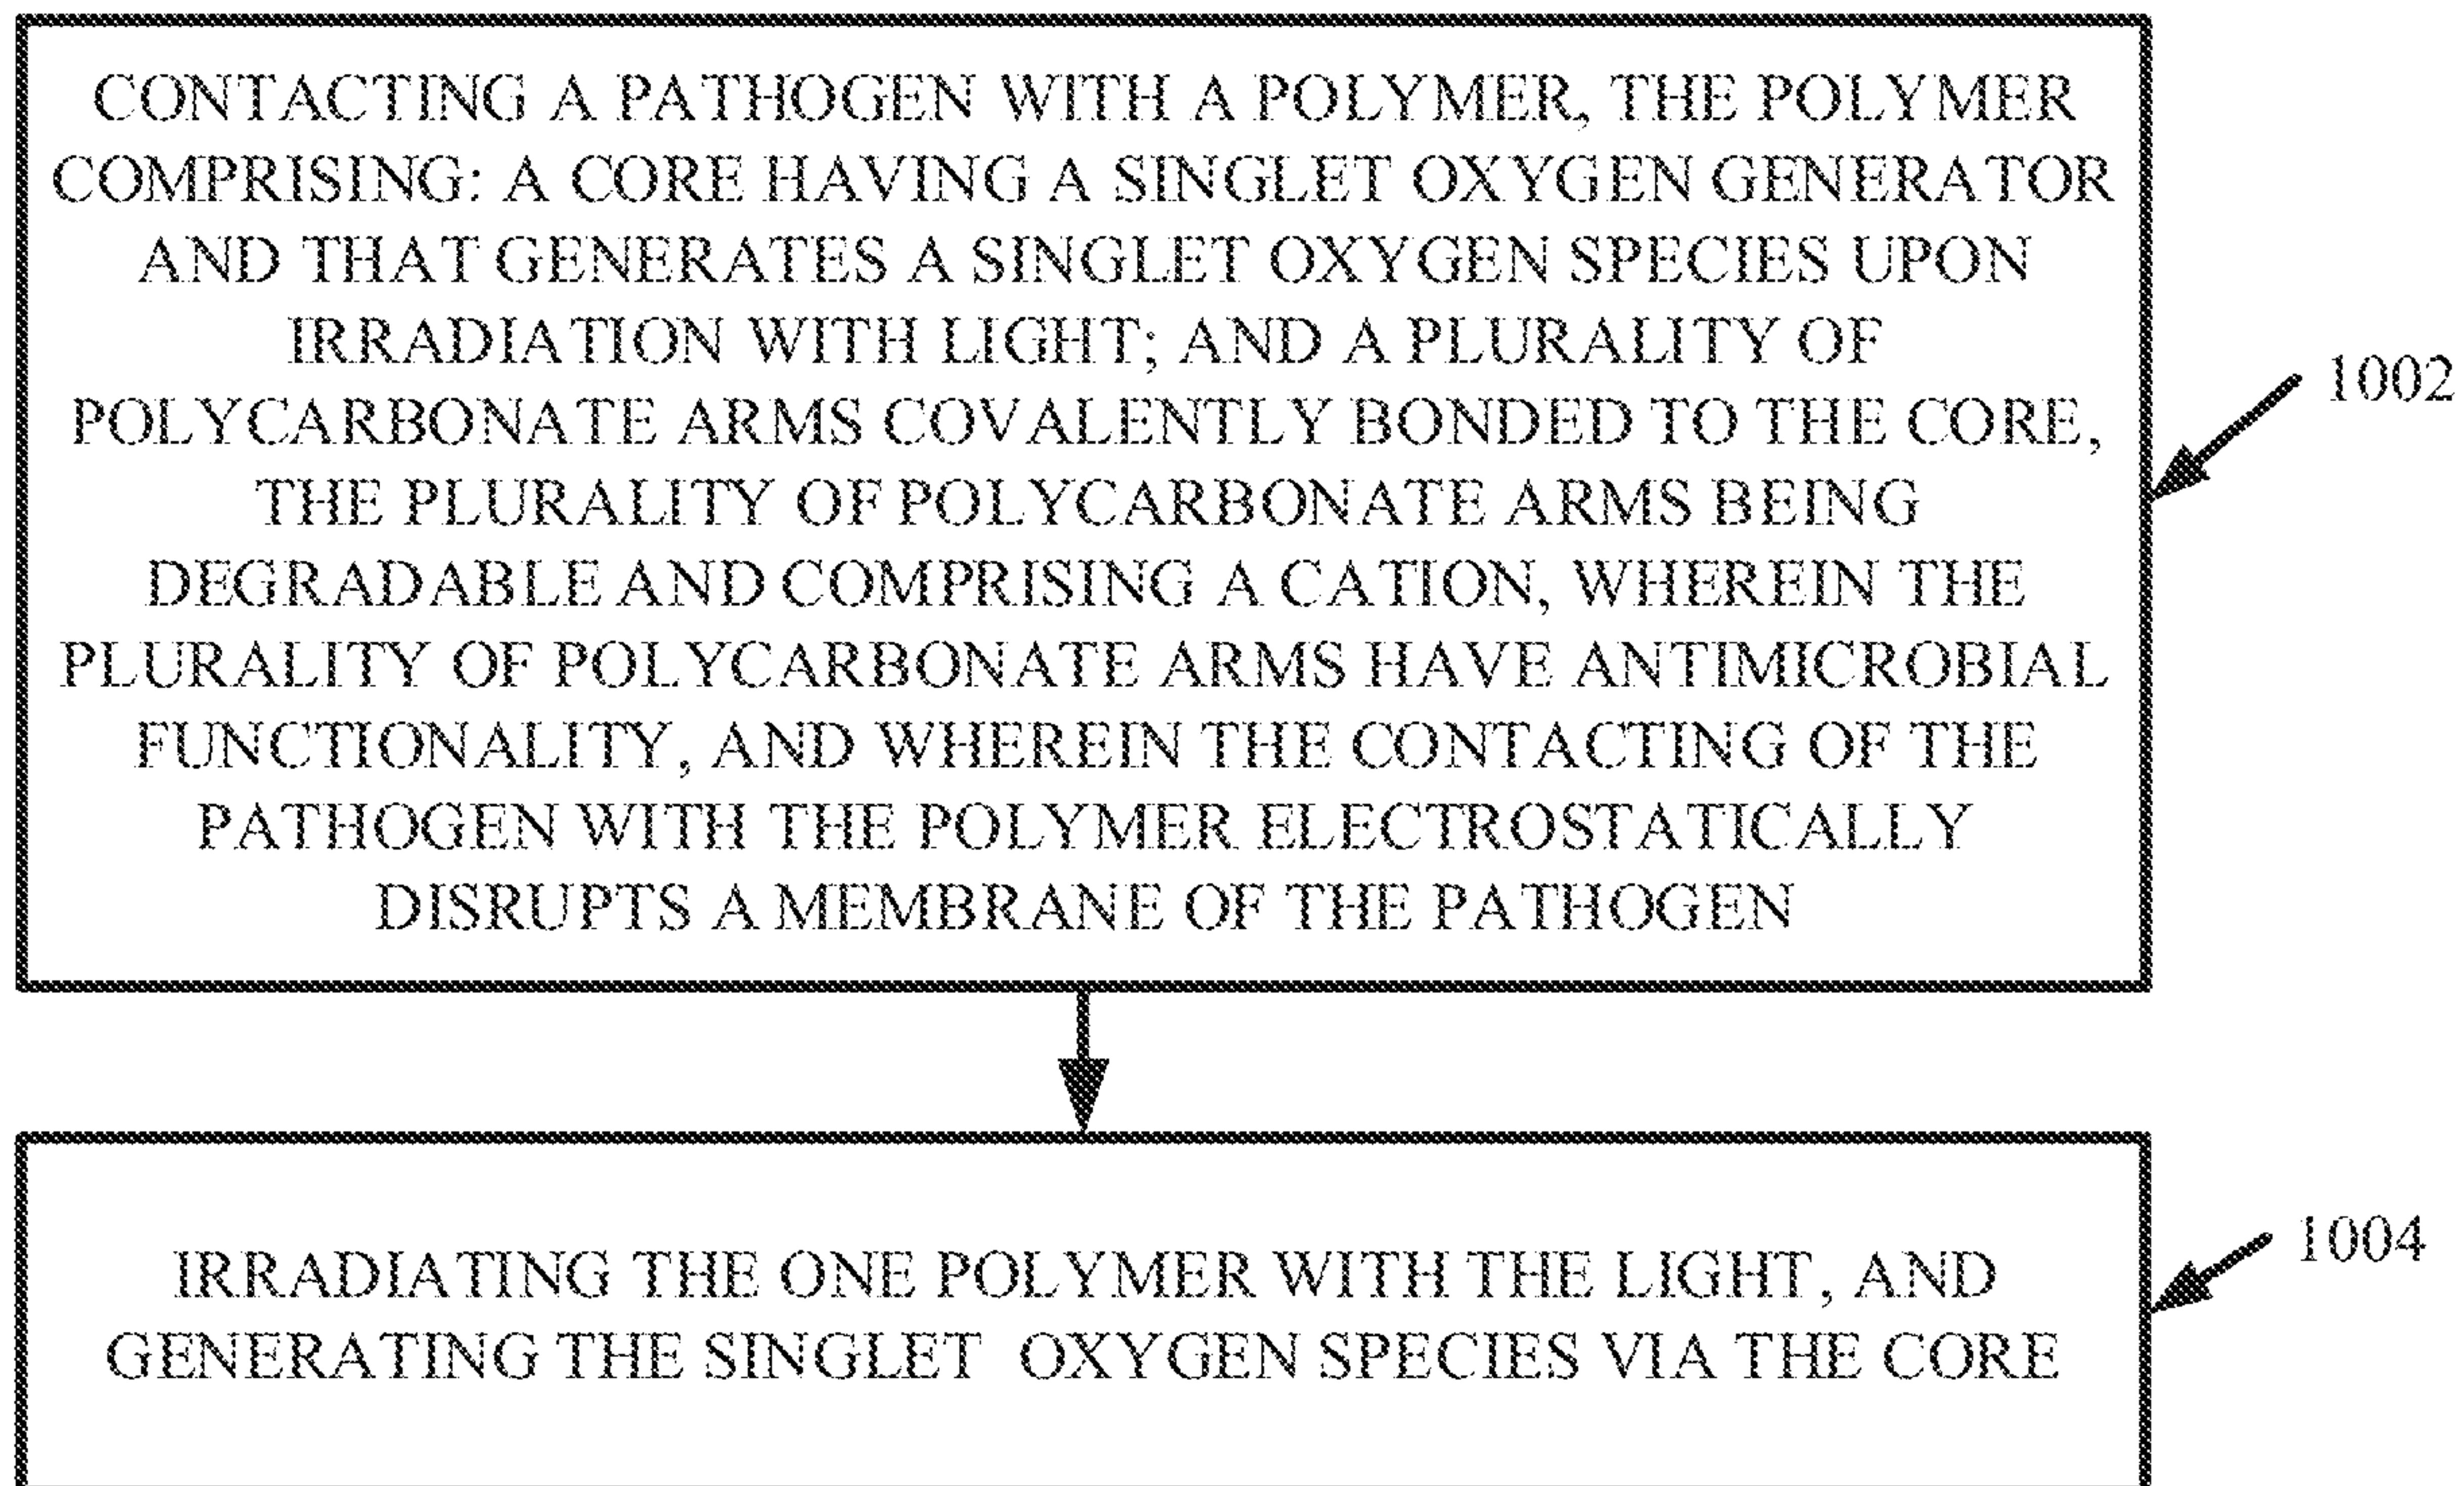 CONTACTING A PATHOGEN WITH A POLYMER, THE POLYMER
COMPRISING: A CORE HAVING A SINGLET OXYGEN GENERATOR
AND THAT GENERATES A SINGLET OXYGEN SPECIES UPON
IRRADIATION WITH LIGHT; AND A PLURALITY OF
POLYCARBONATE ARMS COVALENTLY BONDED TO THE CORE,
THE PLURALITY OF POLYCARBONATE ARMS BEING
DEGRADABLE AND COMPRISING A CATION, WHEREIN THE
PLURALITY OF POLYCARBONATE ARMS HAVE ANTIMICROBIAL
FUNCTIONALITY, AND WHEREIN THE CONTACTING OF THE
PATHOGEN WITH THE POLYMER ELECTROSTATICALLY
DISRUPTS A MEMBRANE OF THE PATHOGEN
1002
IRRADIATING THE ONE POLYMER WITH THE LIGHT, AND
GENERATING THE SINGLET OXYGEN SPECIES VIA THE CORE
1004